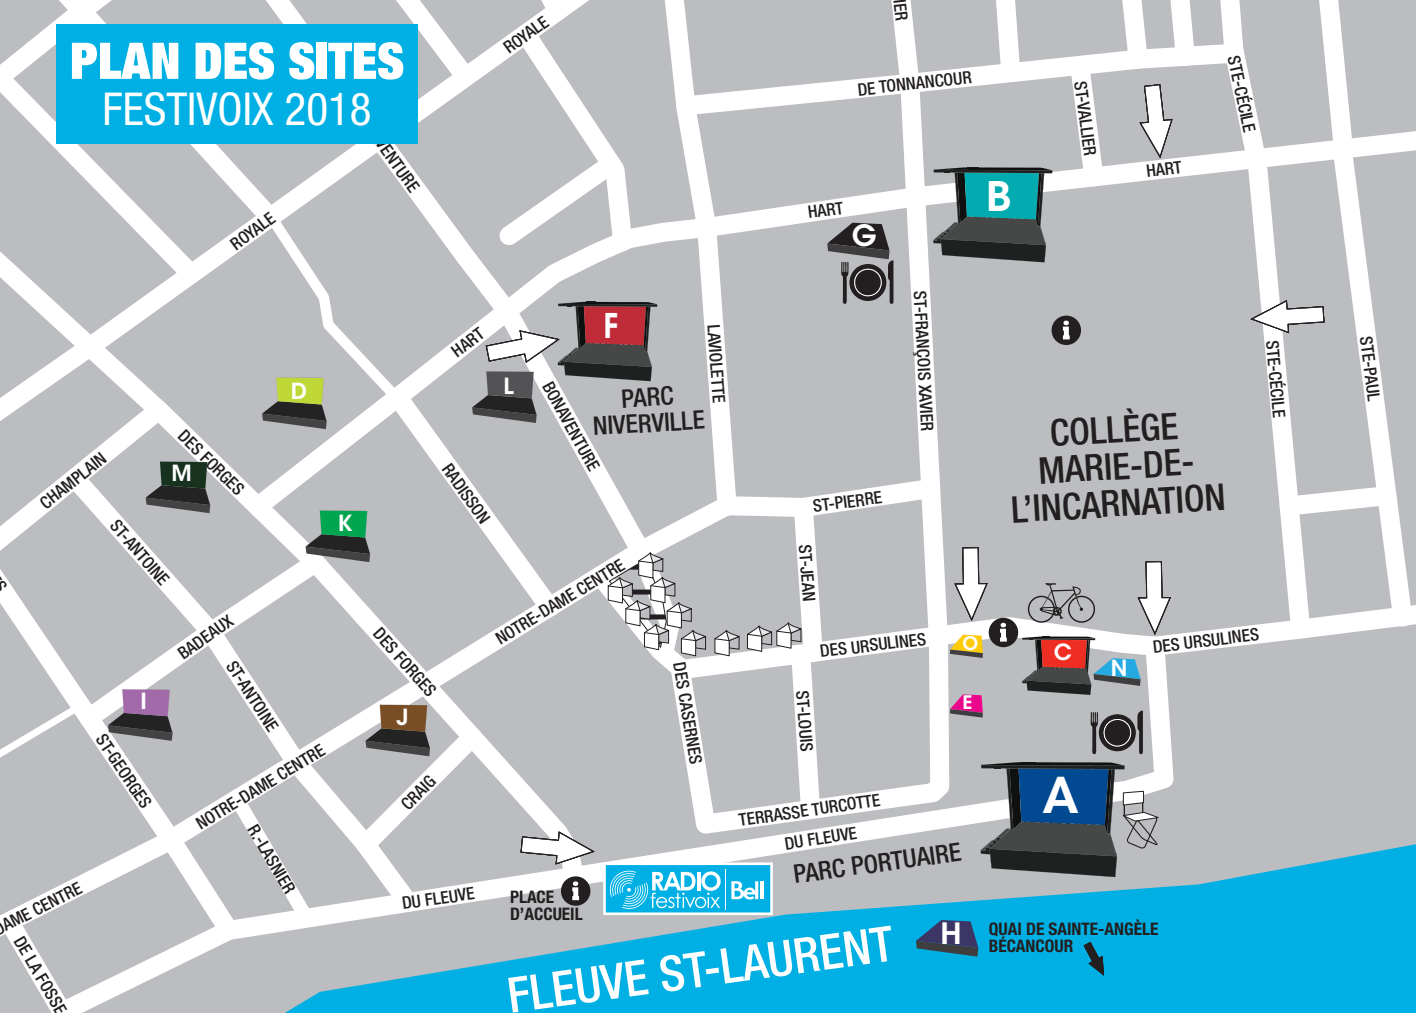 PLAN DES SITES
FESTIVOIX 2018
ROYALE
DE TONNANCOUR
STE-CÉCILE
ST-VALLIER
HART
B
ROYALE
HART
G
F
HART
L
PARC
NIVERVILLE
LAVIOLETTE
ST-FRANÇOIS XAVIER
STE-CÉCILE
STE-PAUL
D
BONAVENTURE
COLLÈGE
MARIE-DE-
L'INCARNATION
CHAMPLAIN
DES FORGES
M
RADISSON
ST-PIERRE
K
ST-ANTOINE
ST-JEAN
NOTRE-DAME CENTRE
BADEAUX
DES FORGES
DES URSULINES
O
C
N
DES URSULINES
E
ST-ANTOINE
DES CASERNES
ST-LOUIS
I
J
ST-GEORGES
NOTRE-DAME CENTRE
CRAIG
A
TERRASSE TURCOTTE
DU FLEUVE
PARC PORTUAIRE
R.-LASNIER
DU FLEUVE
PLACE
D'ACCUEIL
RADIO
festivoix
Bell
DE LA FOSSE
H
QUAI DE SAINTE-ANGÈLE
BÉCANCOUR
FLEUVE ST-LAURENT